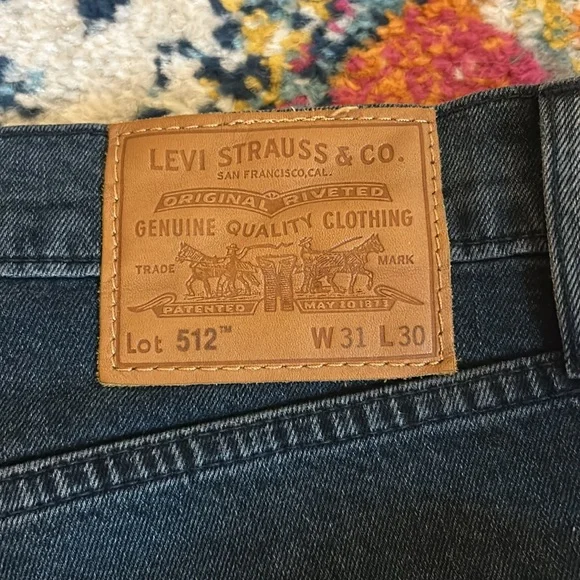 LEVI STRAUSS & CO.
SAN FRANCISCO, CAL.
ORIGINAL RIVETED
GENUINE QUALITY CLOTHING
TRADE MARK
PATENTED MAY 20 1873
Lot 512™ W31 L30